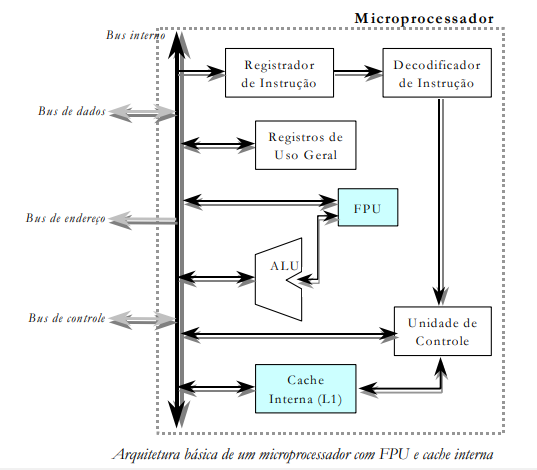 Microprocessador
Bus interno
Registrador
de Instrução
Decodificador
de Instrução
Bus de dados
Registros de
Uso Geral
FPU
Bus de endereço
ALU
Bus de controle
Unidade de
Controle
Cache
Interna (L1)
Arquitetura básica de um microprocessador com FPU e cache interna